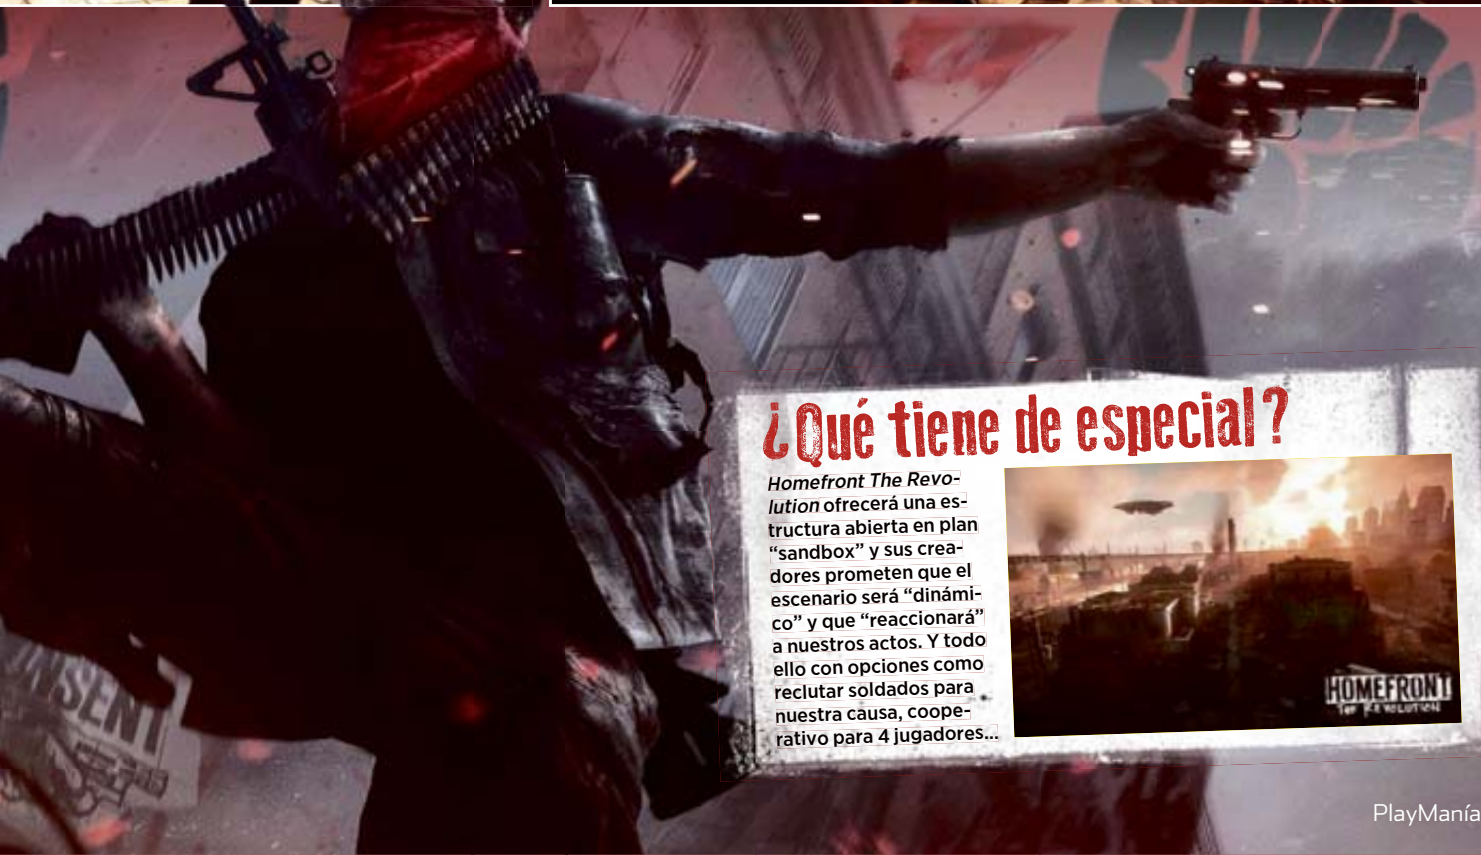 ¿Qué tiene de especial?
Homefront The Revo-
lution ofrecerá una es-
tructura abierta en plan
“sandbox” y sus crea-
dores prometen que el
escenario será “dinámi-
co” y que “reaccionará”
a nuestros actos. Y todo
ello con opciones como
reclutar soldados para
nuestra causa, coope-
rativo para 4 jugadores...
HOMEFRONT
THE REVOLUTION
PlayManía